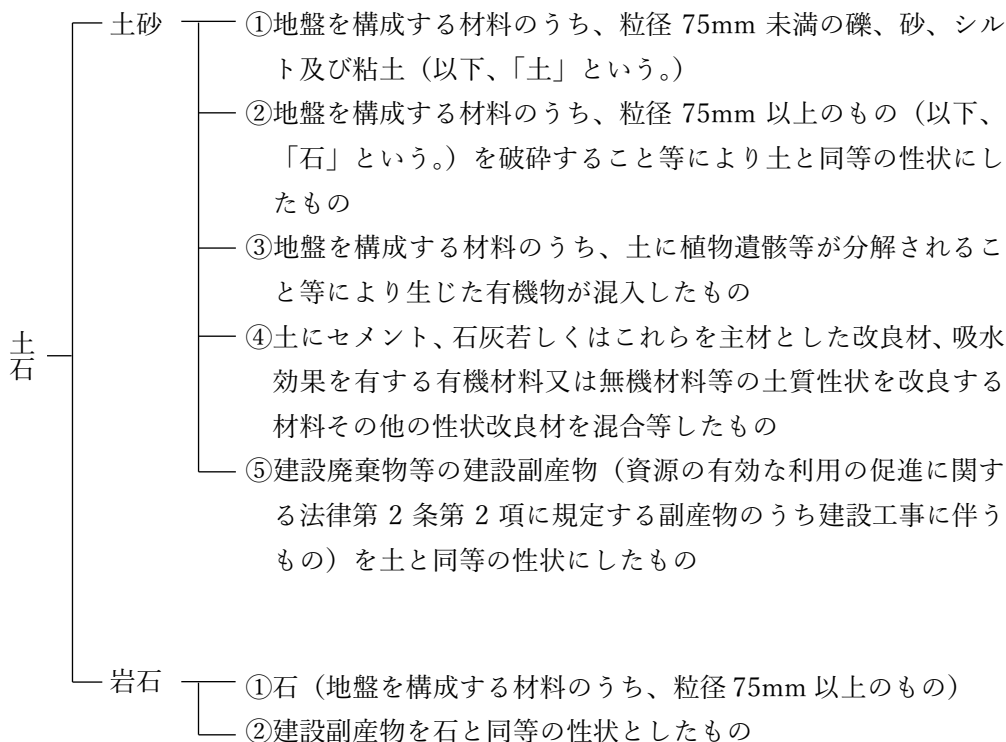 土砂
①地盤を構成する材料のうち、粒径 75mm 未満の礫、砂、シル
ト及び粘土(以下、「土」という。)
②地盤を構成する材料のうち、粒径 75mm 以上のもの(以下、
「石」という。)を破砕すること等により土と同等の性状にし
たもの
③地盤を構成する材料のうち、土に植物遺骸等が分解されるこ
と等により生じた有機物が混入したもの
土石
④土にセメント、石灰若しくはこれらを主材とした改良材、吸水
効果を有する有機材料又は無機材料等の土質性状を改良する
材料その他の性状改良材を混合等したもの
⑤建設廃棄物等の建設副産物(資源の有効な利用の促進に関す
る法律第 2 条第 2 項に規定する副産物のうち建設工事に伴う
もの)を土と同等の性状にしたもの
岩石
①石(地盤を構成する材料のうち、粒径 75mm 以上のもの)
②建設副産物を石と同等の性状としたもの